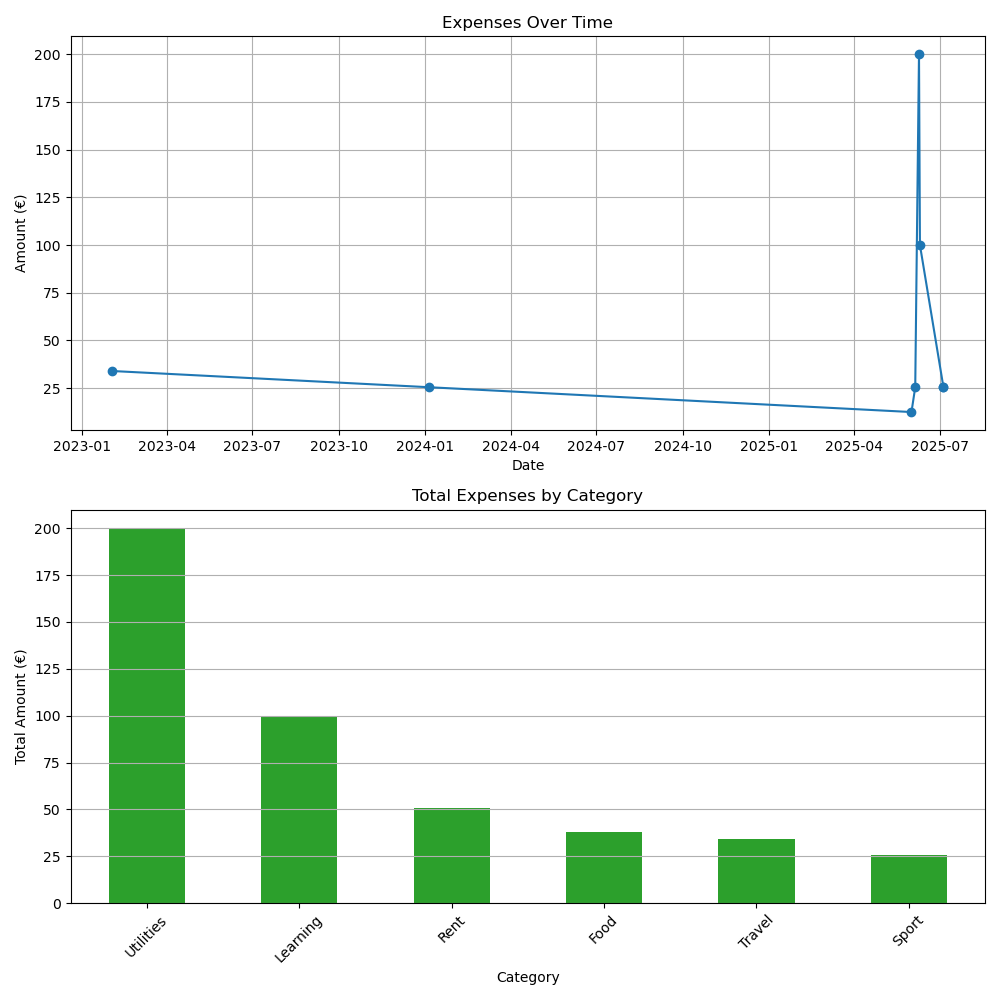 Expenses Over Time
Amount (€)
200
175
150
125
100
75
50
25
2023-01 2023-04 2023-07 2023-10 2024-01 2024-04 2024-07 2024-10 2025-01 2025-04 2025-07
Date
Total Expenses by Category
Total Amount (€)
200
175
150
125
100
75
50
25
0
Utilities Learning Rent Food Travel Sport
Category